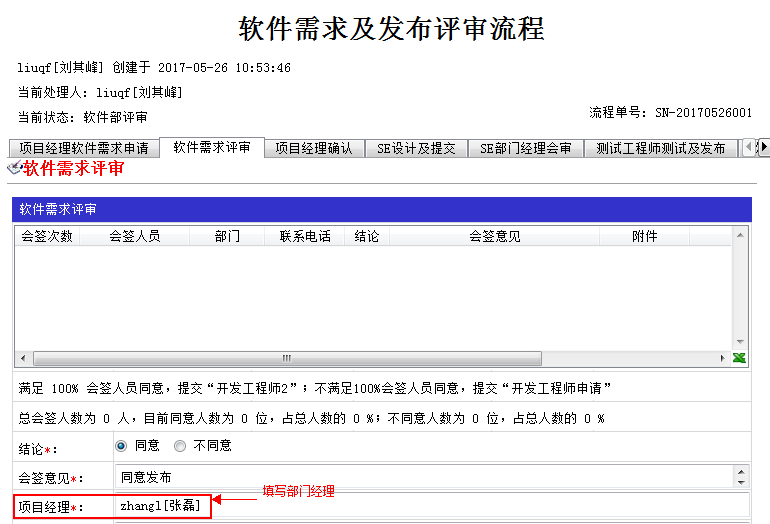 软件需求及发布评审流程
liuqf[刘其峰] 创建于 2017-05-26 10:53:46
当前处理人：liuqf[刘其峰]
当前状态：软件部评审
流程单号：SN-20170526001
项目经理软件需求申请 软件需求评审 项目经理确认 SE设计及提交 SE部门经理会审 测试工程师测试及发布
软件需求评审
软件需求评审
会签次数 会签人员 部门 联系电话 结论 会签意见 附件
满足 100% 会签人员同意，提交“开发工程师2”；不满足100%会签人员同意，提交“开发工程师申请”
总会签人数为 0 人，目前同意人数为 0 位，占总人数的 0 %；不同意人数为 0 位，占总人数的 0 %
结论*： 同意 不同意
会签意见*： 同意发布
填写部门经理
项目经理*： zhangl[张磊]